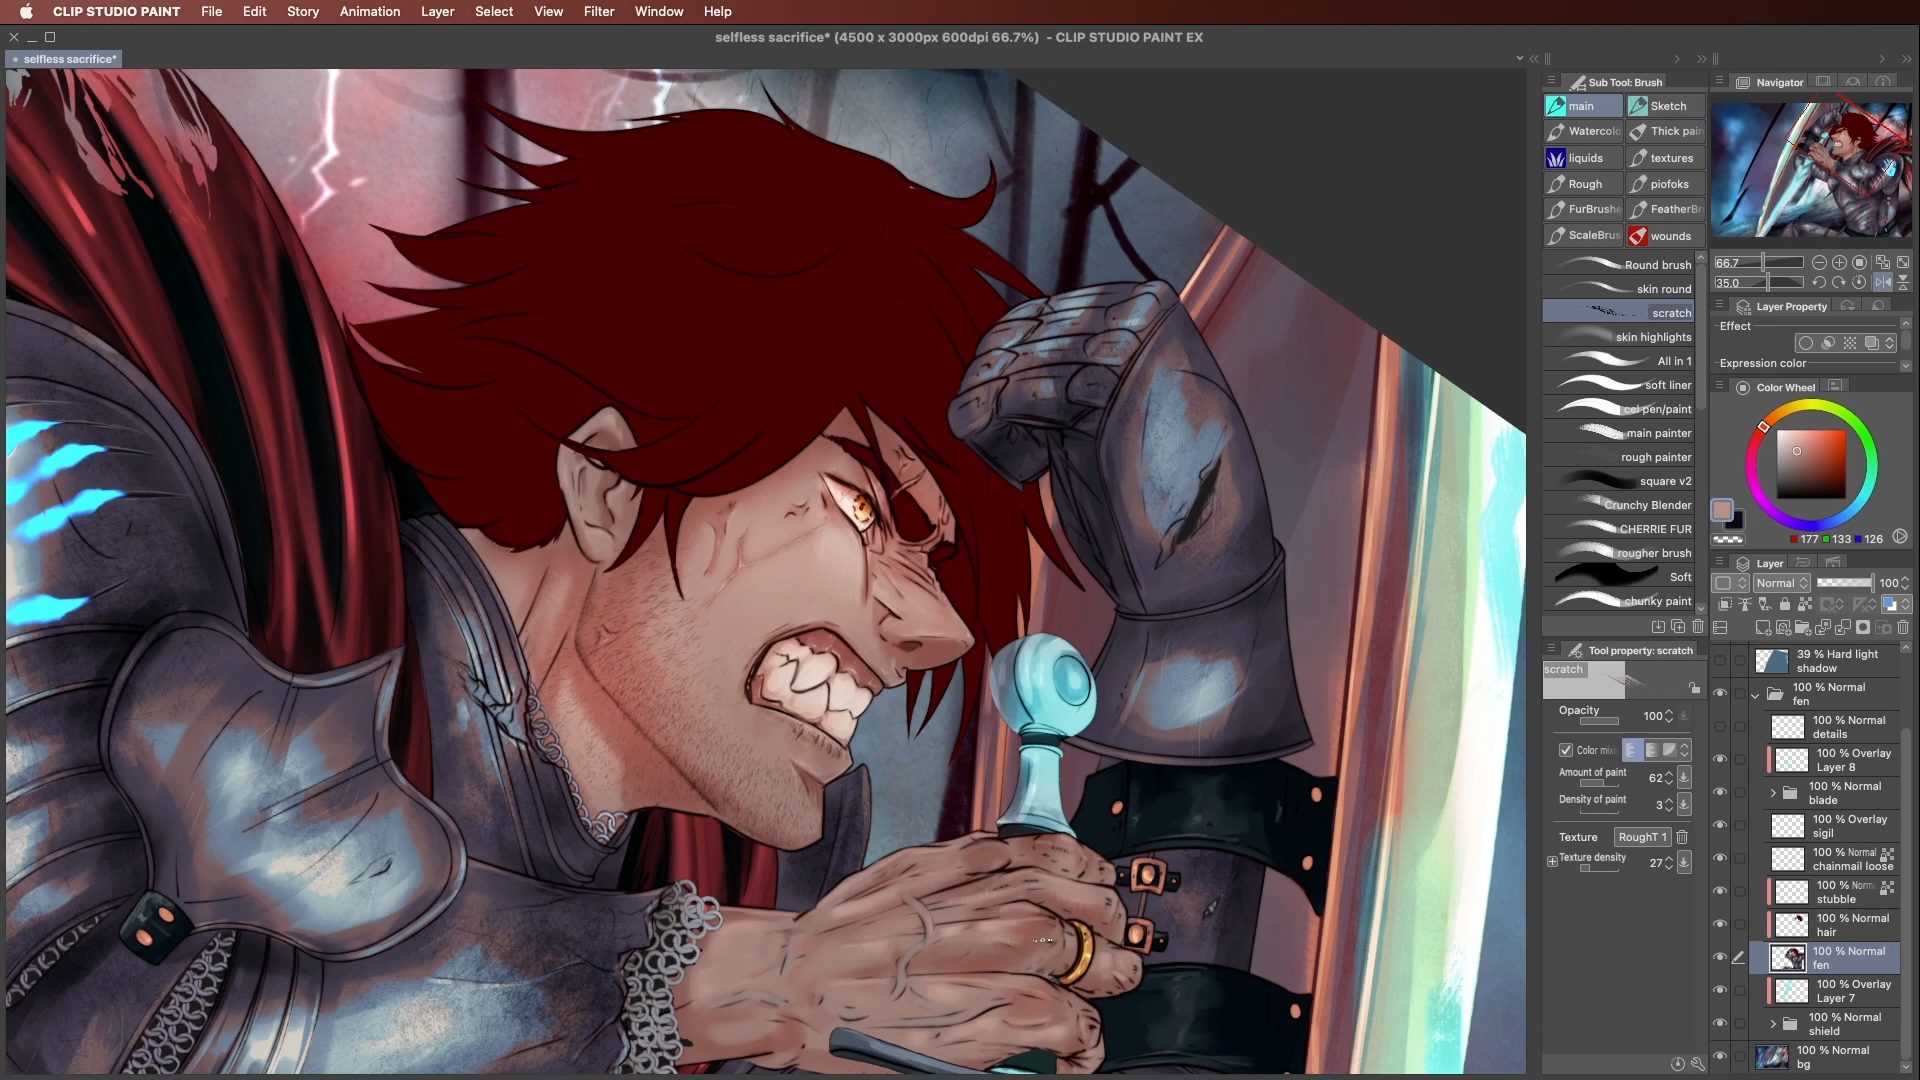 CLIP STUDIO PAINT File Edit Story Animation Layer Select View Filter Window Help
selfless sacrifice* (4500 x 3000px 600dpi 66.7%) - CLIP STUDIO PAINT EX
selfless sacrifice*
Sub Tool: Brush
main Sketch
Watercolo Thick pain
liquids textures
Rough piofoks
FurBrushe FeatherBr
ScaleBrus wounds
Round brush
skin round
scratch
skin highlights
All in 1
soft liner
cel pen/paint
main painter
rough painter
square v2
Crunchy Blender
CHERRIE FUR
rougher brush
Soft
chunky paint
Tool property: scratch
scratch
Opacity 100
Color mixi
Amount of paint 62
Density of paint 3
Texture RoughT 1
Texture density 27
Navigator
66.7
35.0
Layer Property
Effect
Expression color
Color Wheel
177 133 126
Layer
Normal 100
39 % Hard light
shadow
100 % Normal
fen
100 % Normal
details
100 % Overlay
Layer 8
100 % Normal
blade
100 % Overlay
sigil
100 % Normal
chainmail loose
100 % Norm
stubble
100 % Normal
hair
100 % Normal
fen
100 % Overlay
Layer 7
100 % Normal
shield
100 % Normal
bg